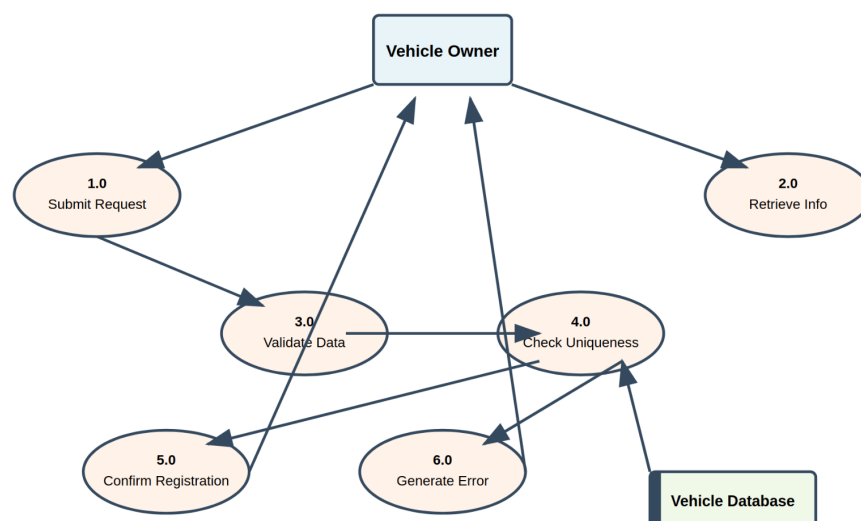 Vehicle Owner
1.0
Submit Request
2.0
Retrieve Info
3.0
Validate Data
4.0
Check Uniqueness
5.0
Confirm Registration
6.0
Generate Error
Vehicle Database